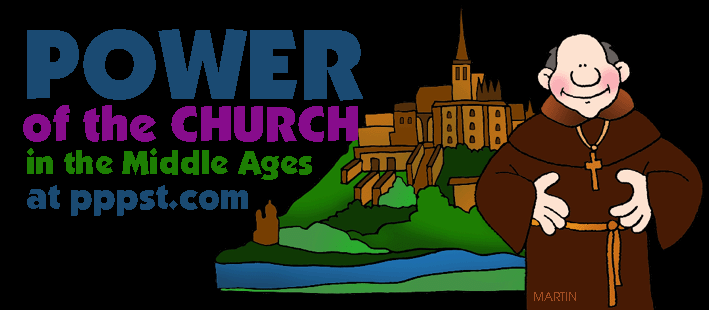 POWER
of the CHURCH
in the Middle Ages
at pppst.com
MARTIN